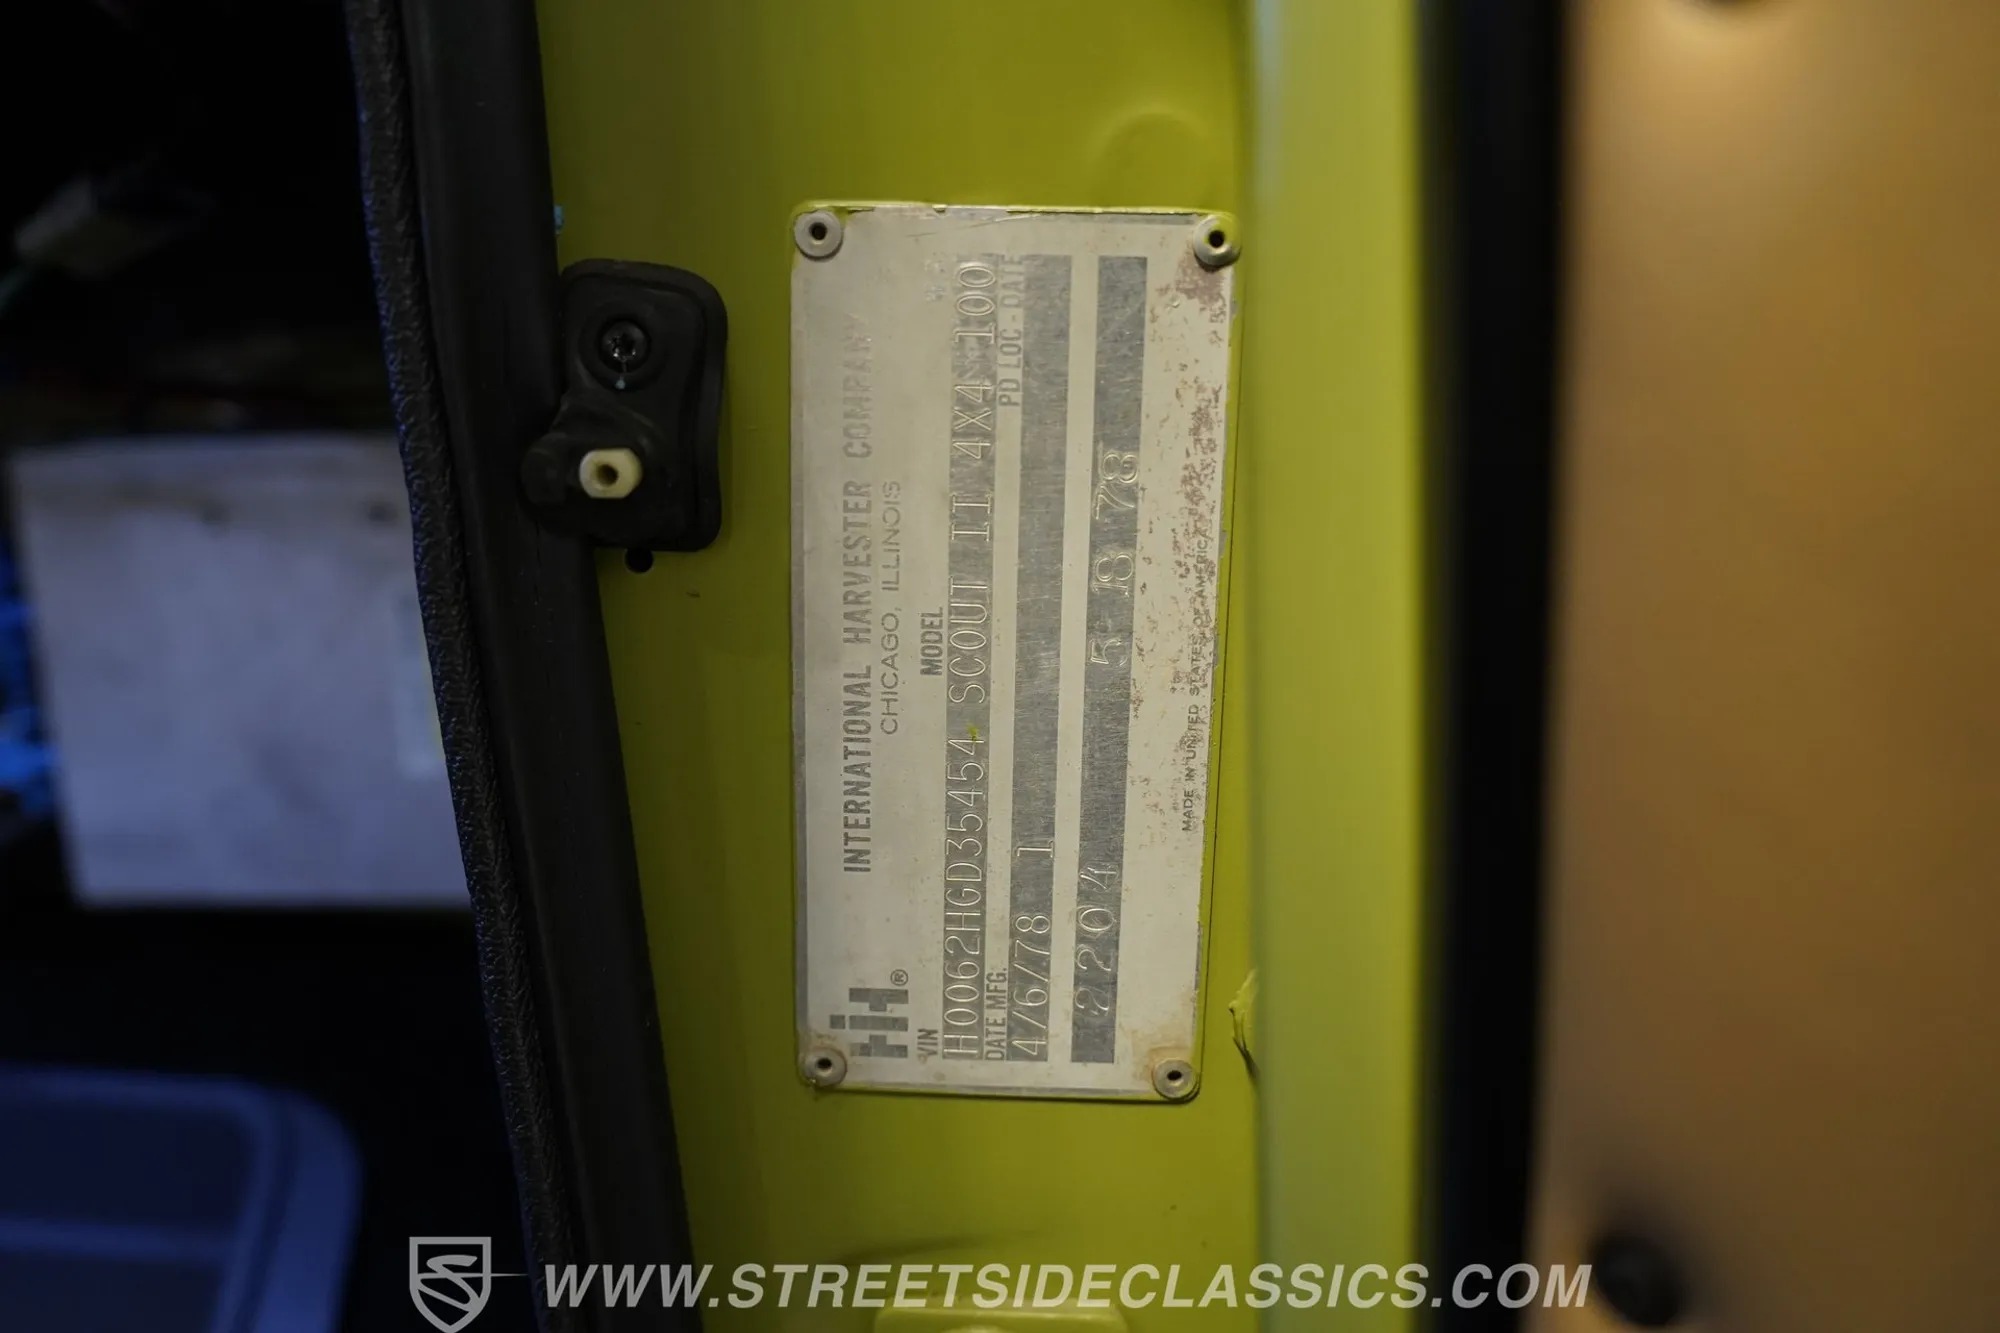 IH®
INTERNATIONAL HARVESTER COMPANY
CHICAGO, ILLINOIS
VIN MODEL
H0062HGD35454 SCOUT II 4X4 100
DATE MFG. PD LOC - DATE
4/6/78 1
2204 5 18 78
MADE IN UNITED STATES OF AMERICA
WWW.STREETSIDECLASSICS.COM